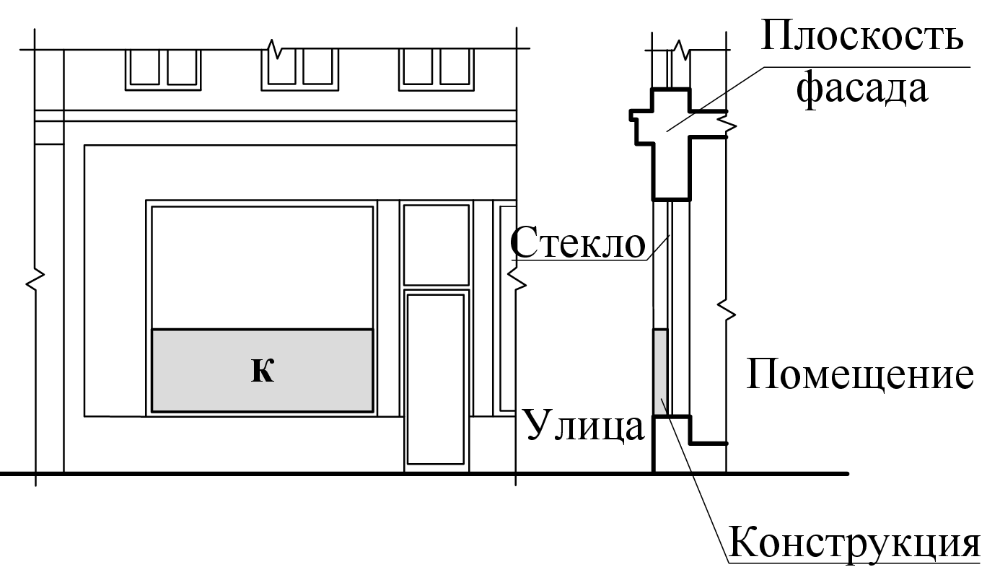 Плоскость
фасада
Стекло
К
Помещение
Улица
Конструкция